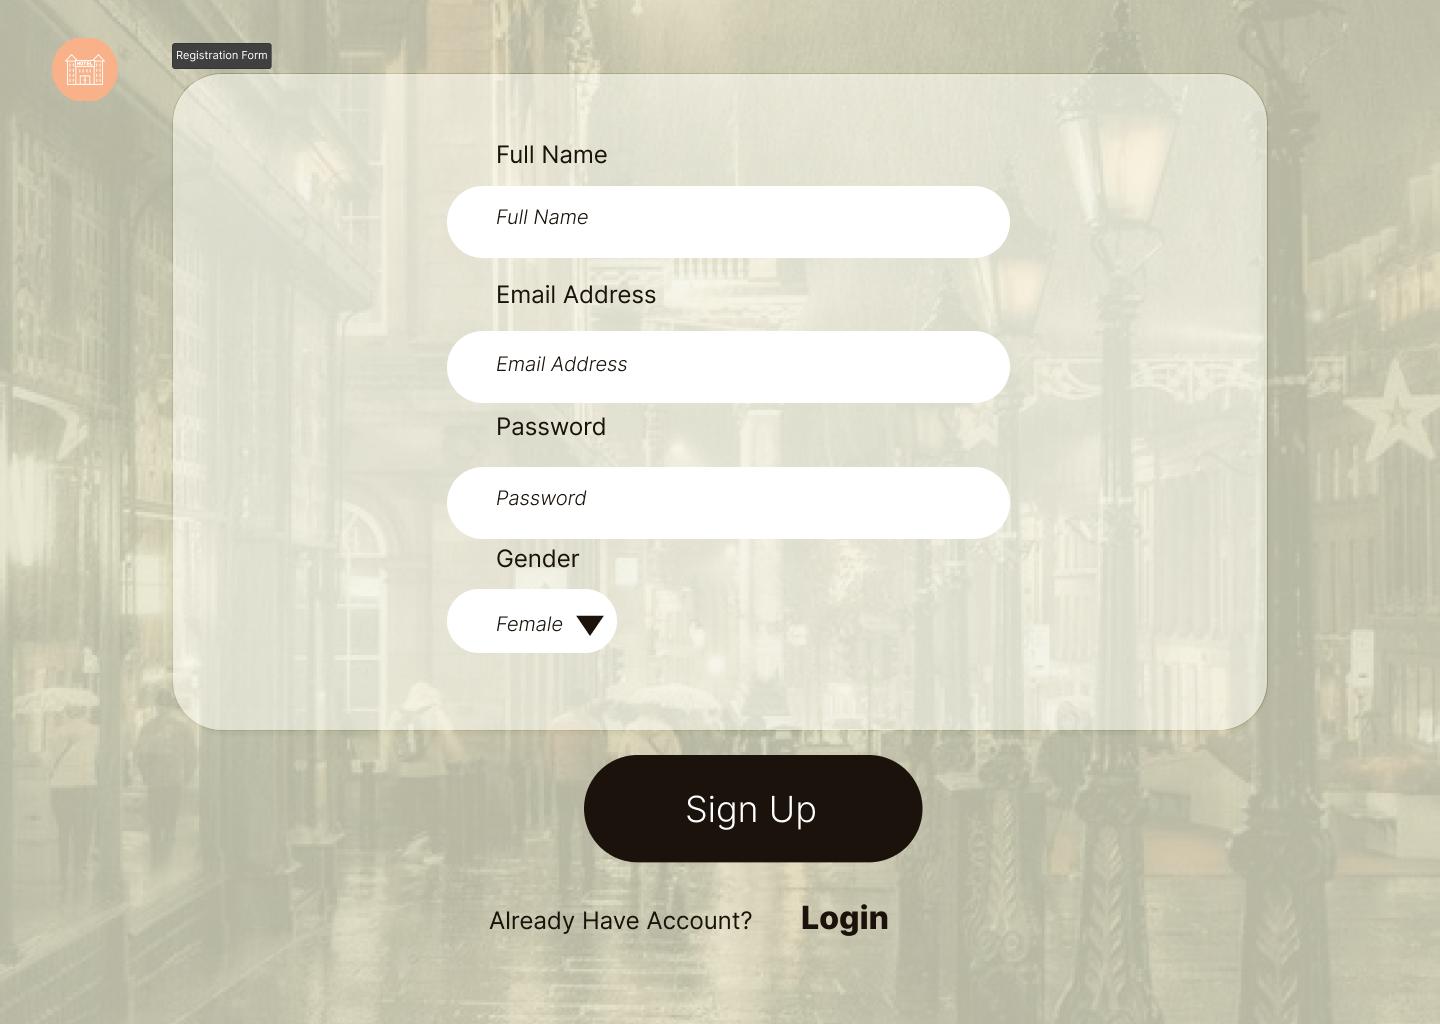 HOTEL
Registration Form
Full Name
Full Name
Email Address
Email Address
Password
Password
Gender
Female
Sign Up
Already Have Account? Login